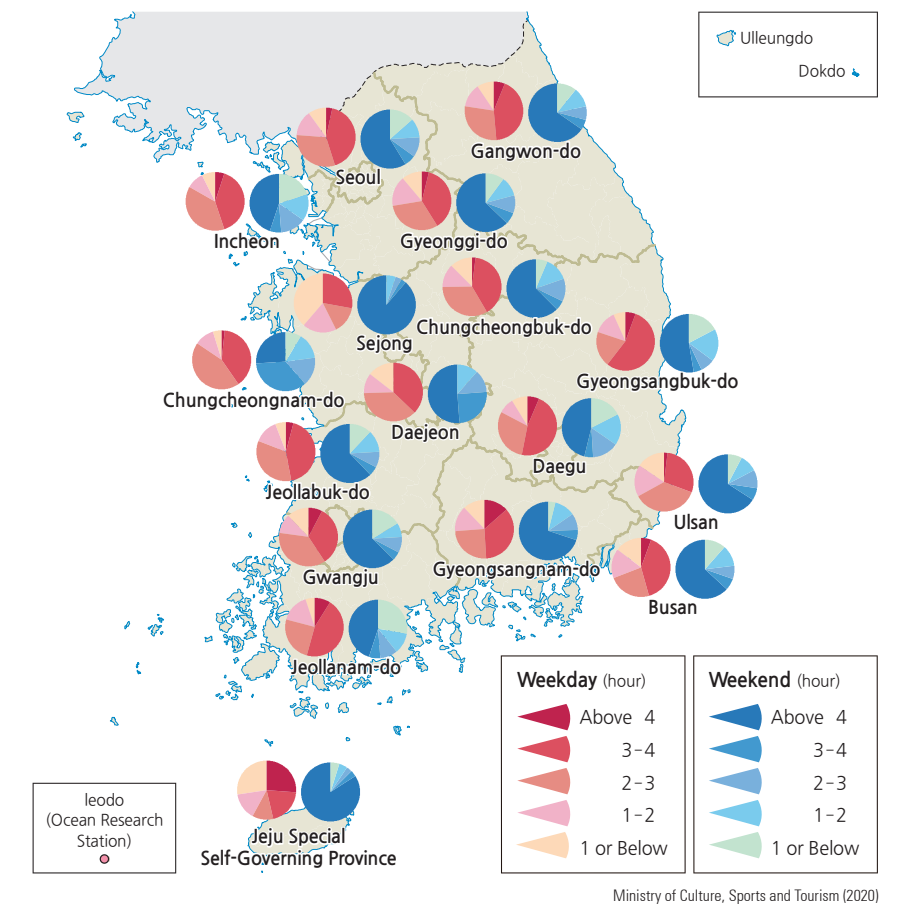 Ulleungdo
Dokdo
Gangwon-do
Seoul
Incheon
Gyeonggi-do
Chungcheongbuk-do
Sejong
Gyeongsangbuk-do
Chungcheongnam-do
Daejeon
Daegu
Jeollabuk-do
Ulsan
Gwangju
Gyeongsangnam-do
Busan
Jeollanam-do
Weekday (hour)
Above 4
3-4
2-3
1-2
1 or Below
Weekend (hour)
Above 4
3-4
2-3
1-2
1 or Below
Ieodo
(Ocean Research
Station)
Jeju Special
Self-Governing Province
Ministry of Culture, Sports and Tourism (2020)